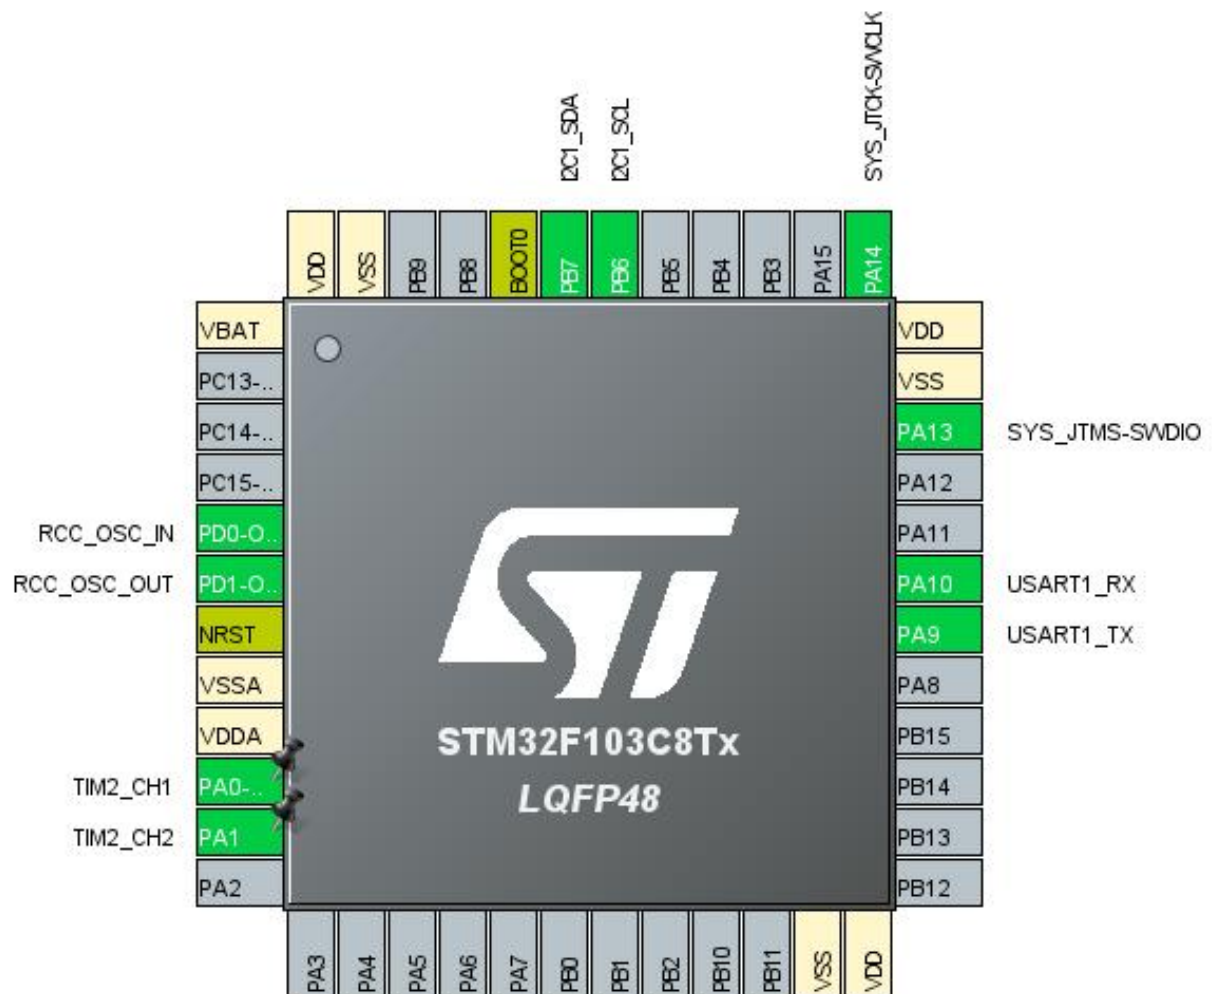 SYS_JTCK-SWCLK
I2C1_SDA
I2C1_SCL
VDD
VSS
PB9
PB8
BOOT0
PB7
PB6
PB5
PB4
PB3
PA15
PA14
VBAT
PC13-..
PC14-..
PC15-..
RCC_OSC_IN PD0-O..
RCC_OSC_OUT PD1-O..
NRST
VSSA
VDDA
TIM2_CH1 PA0-..
TIM2_CH2 PA1
PA2
ST
STM32F103C8Tx
LQFP48
VDD
VSS
PA13 SYS_JTMS-SWDIO
PA12
PA11
PA10 USART1_RX
PA9 USART1_TX
PA8
PB15
PB14
PB13
PB12
PA3
PA4
PA5
PA6
PA7
PB0
PB1
PB2
PB10
PB11
VSS
VDD